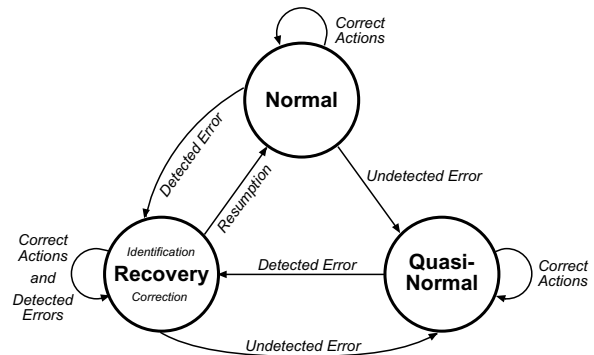 Correct
Actions
Normal
Detected Error
Resumption
Undetected Error
Correct
Actions
and
Detected
Errors
Identification
Recovery
Correction
Detected Error
Quasi-
Normal
Correct
Actions
Undetected Error